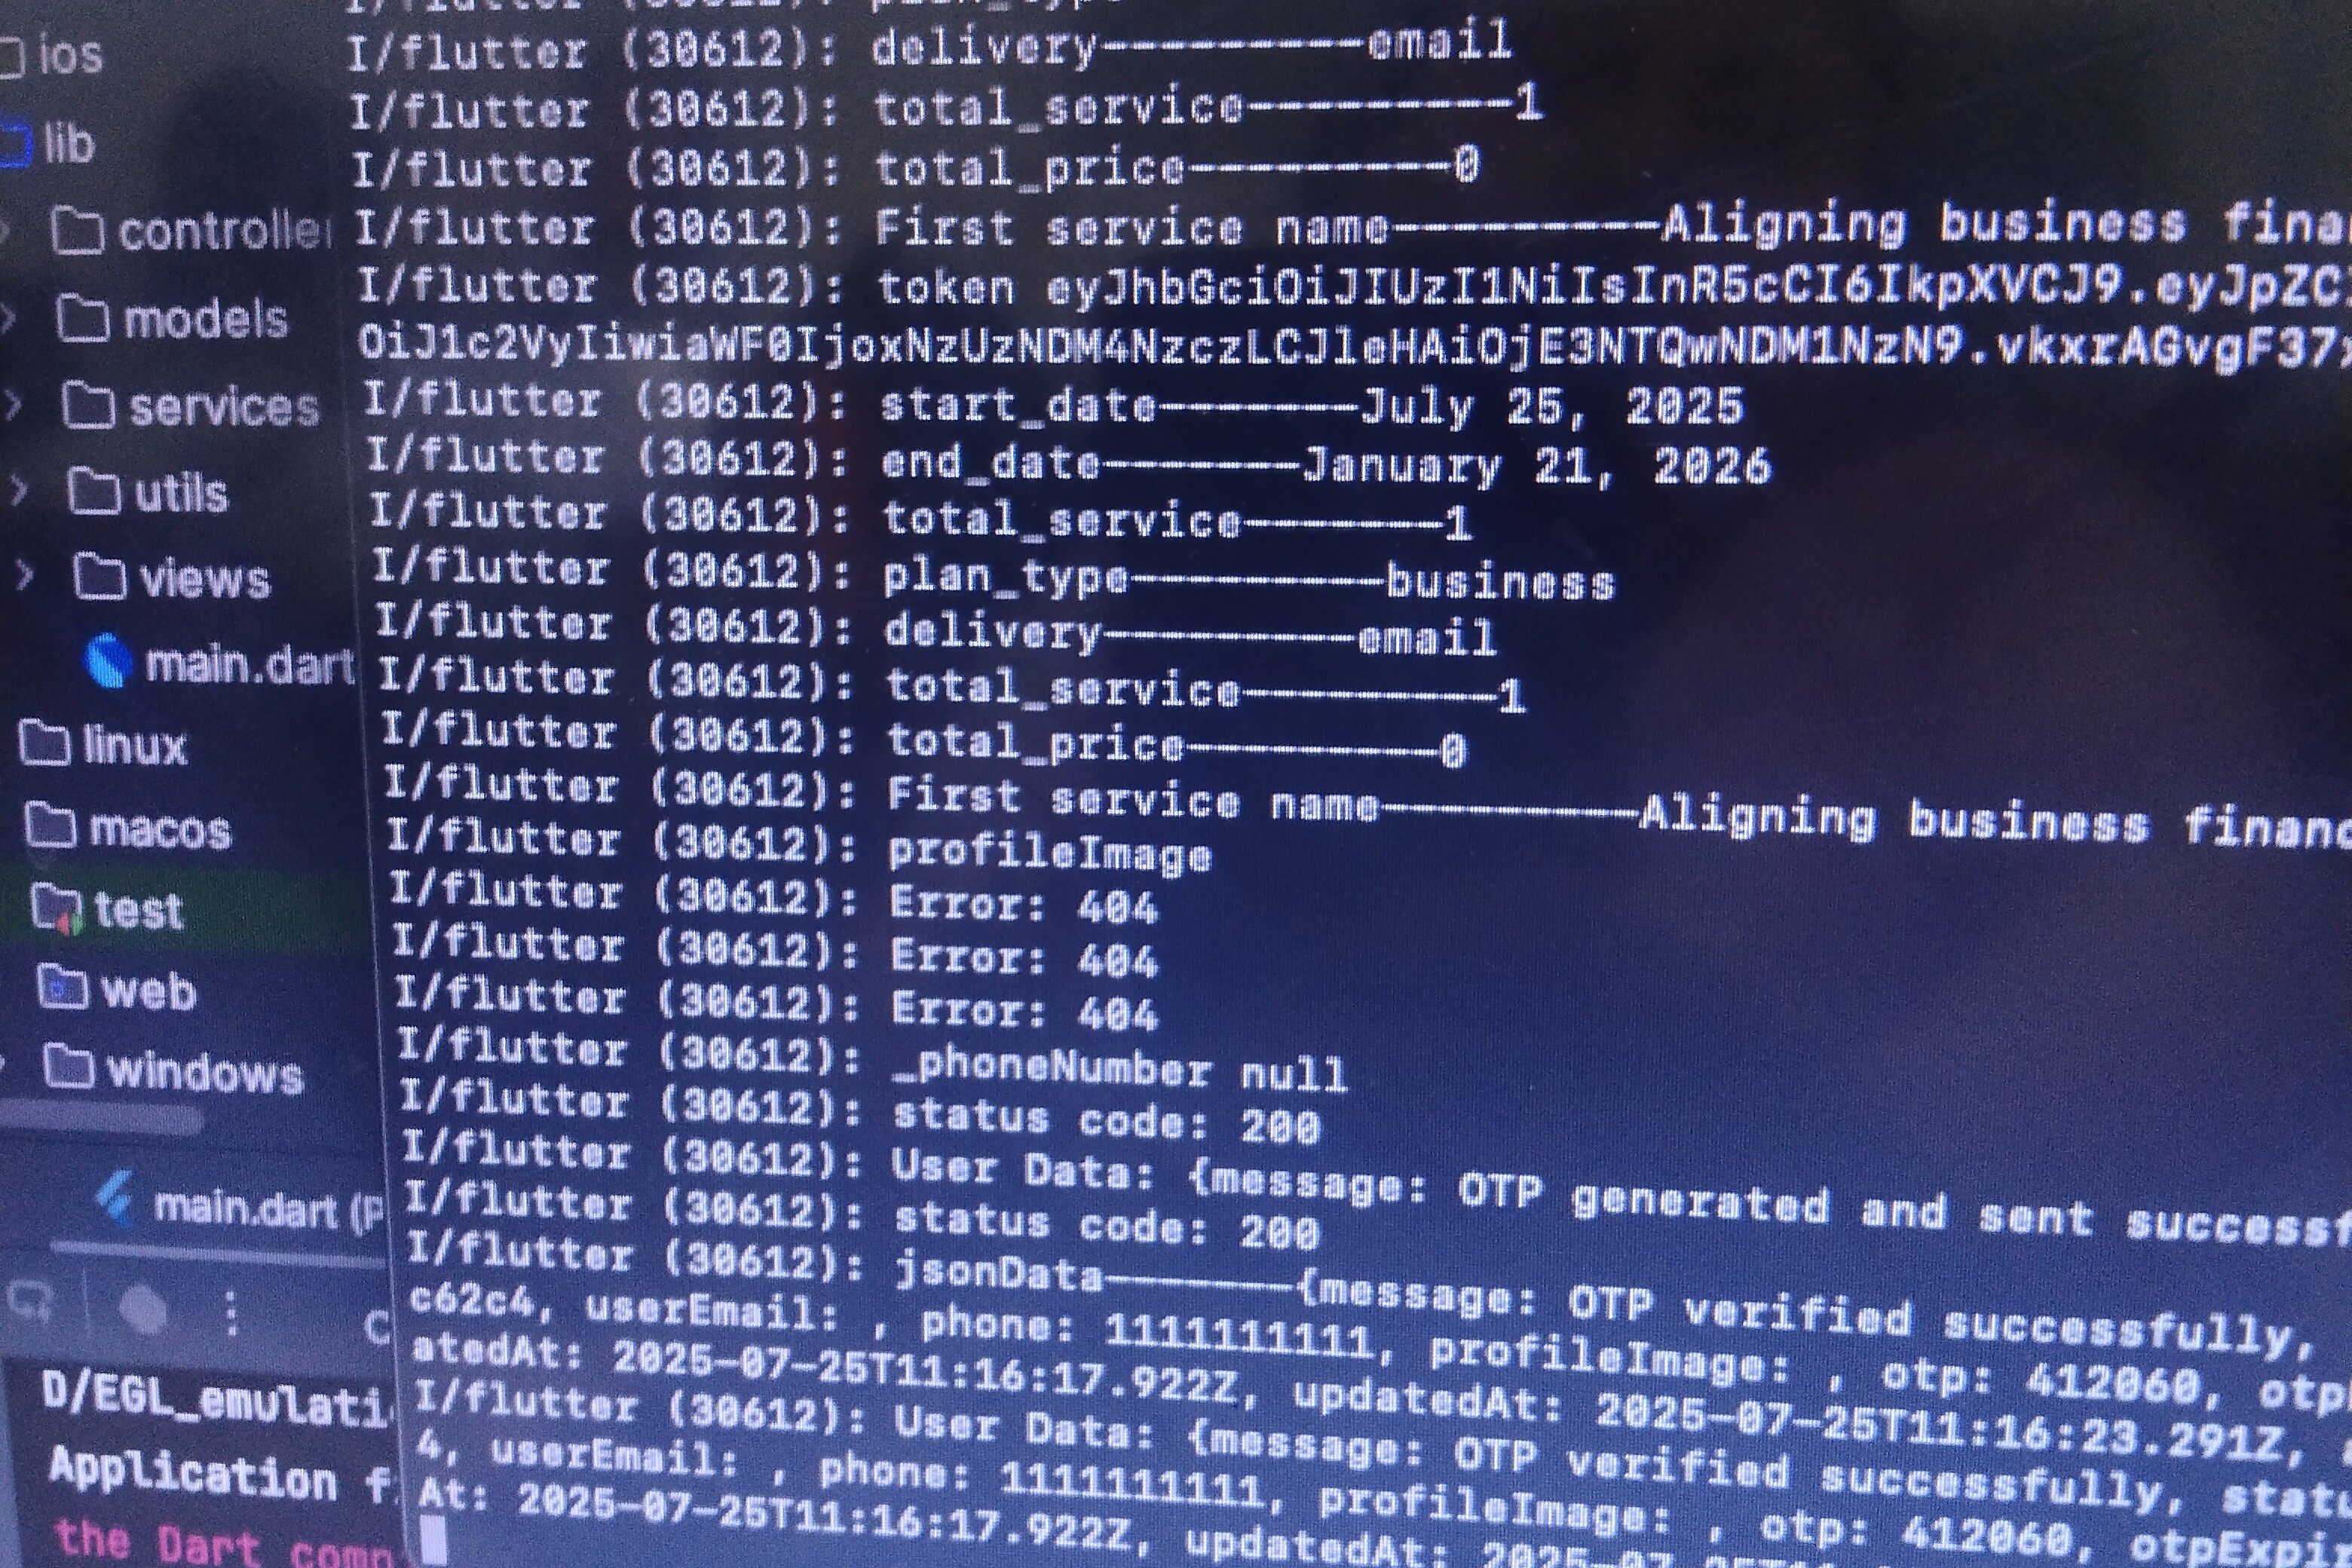 ios
lib
controller
models
services
utils
views
main.dart
linux
macos
test
web
windows
main.dart (P
D/EGL_emulati
Application f
the Dart comp
I/flutter (30612): plan_type
I/flutter (30612): delivery—————————email
I/flutter (30612): total_service—————————1
I/flutter (30612): total_price—————————0
I/flutter (30612): First service name—————————Aligning business fina
I/flutter (30612): token eyJhbGciOiJIUzI1NiIsInR5cCI6IkpXVCJ9.eyJpZC
OiJ1c2VyIiwiaWF0IjoxNzUzNDM4NzczLCJleHAiOjE3NTQwNDM1NzN9.vkxrAGvgF37
I/flutter (30612): start_date———————July 25, 2025
I/flutter (30612): end_date———————January 21, 2026
I/flutter (30612): total_service———————1
I/flutter (30612): plan_type—————————business
I/flutter (30612): delivery—————————email
I/flutter (30612): total_service—————————1
I/flutter (30612): total_price—————————0
I/flutter (30612): First service name—————————Aligning business financ
I/flutter (30612): profileImage
I/flutter (30612): Error: 404
I/flutter (30612): Error: 404
I/flutter (30612): Error: 404
I/flutter (30612): _phoneNumber null
I/flutter (30612): status code: 200
I/flutter (30612): User Data: {message: OTP generated and sent successf
I/flutter (30612): status code: 200
I/flutter (30612): jsonData———————{message: OTP verified successfully,
c62c4, userEmail: , phone: 1111111111, profileImage: , otp: 412060, otp
atedAt: 2025-07-25T11:16:17.922Z, updatedAt: 2025-07-25T11:16:23.291Z,
I/flutter (30612): User Data: {message: OTP verified successfully, stat
4, userEmail: , phone: 1111111111, profileImage: , otp: 412060, otpExpi
At: 2025-07-25T11:16:17.922Z, updatedAt: